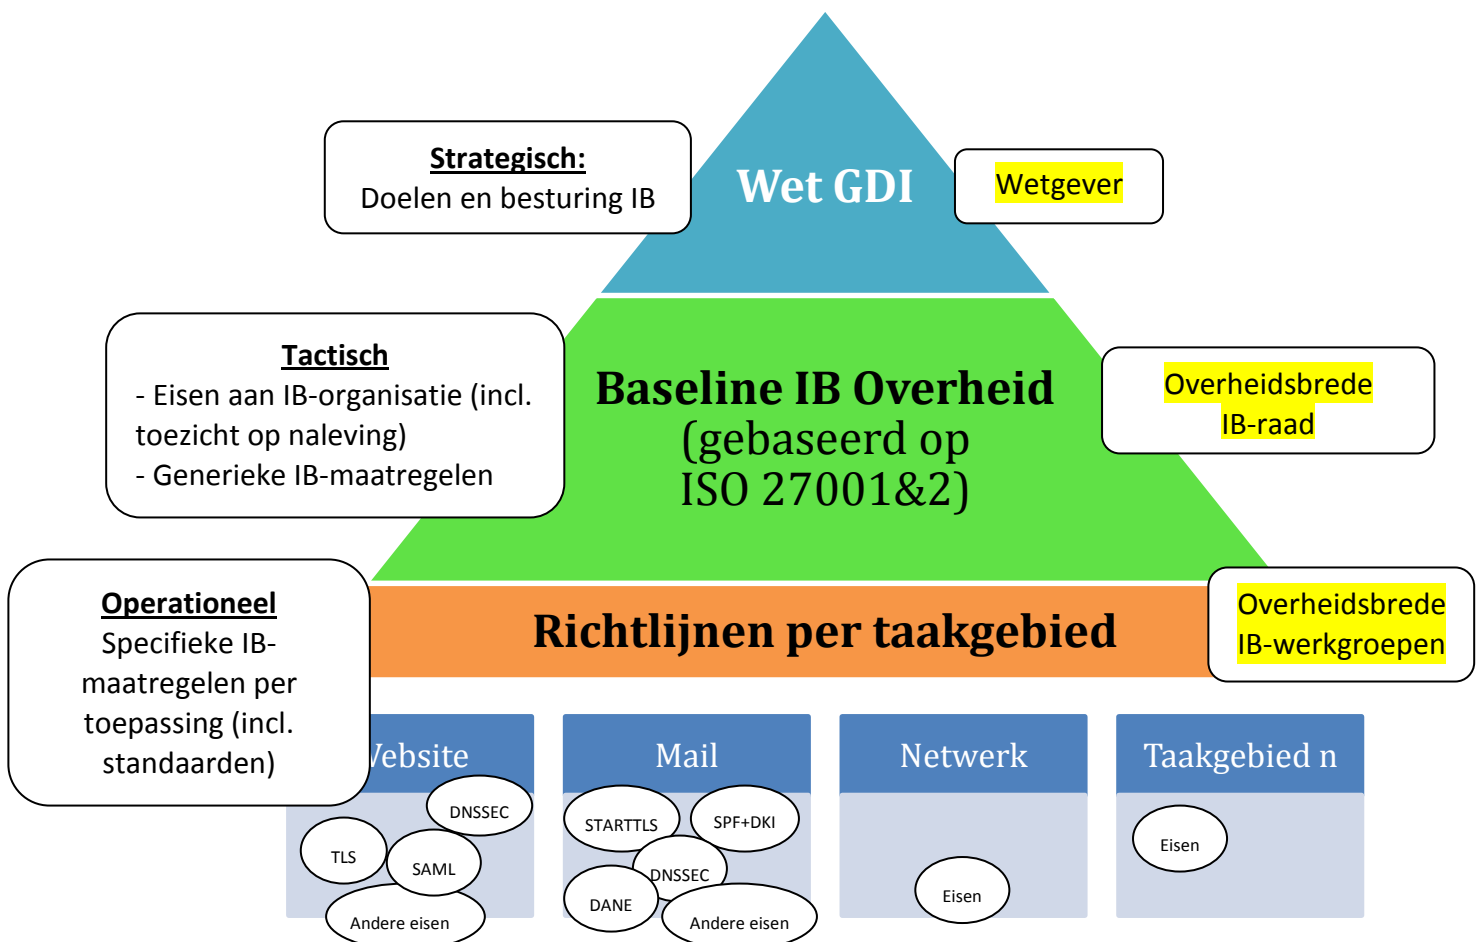 Strategisch:
Doelen en besturing IB
Wet GDI
Wetgever
Tactisch
- Eisen aan IB-organisatie (incl.
toezicht op naleving)
- Generieke IB-maatregelen
Baseline IB Overheid
(gebaseerd op
ISO 27001&2)
Overheidsbrede
IB-raad
Operationeel
Specifieke IB-
maatregelen per
toepassing (incl.
standaarden)
Richtlijnen per taakgebied
Overheidsbrede
IB-werkgroepen
Website
DNSSEC
TLS
SAML
Andere eisen
Mail
STARTTLS
SPF+DKI
DNSSEC
DANE
Andere eisen
Netwerk
Eisen
Taakgebied n
Eisen